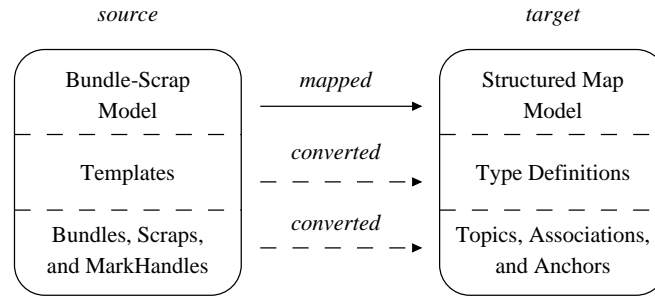 source
target
Bundle-Scrap
Model
mapped
Structured Map
Model
Templates
converted
Type Definitions
Bundles, Scraps,
and MarkHandles
converted
Topics, Associations,
and Anchors